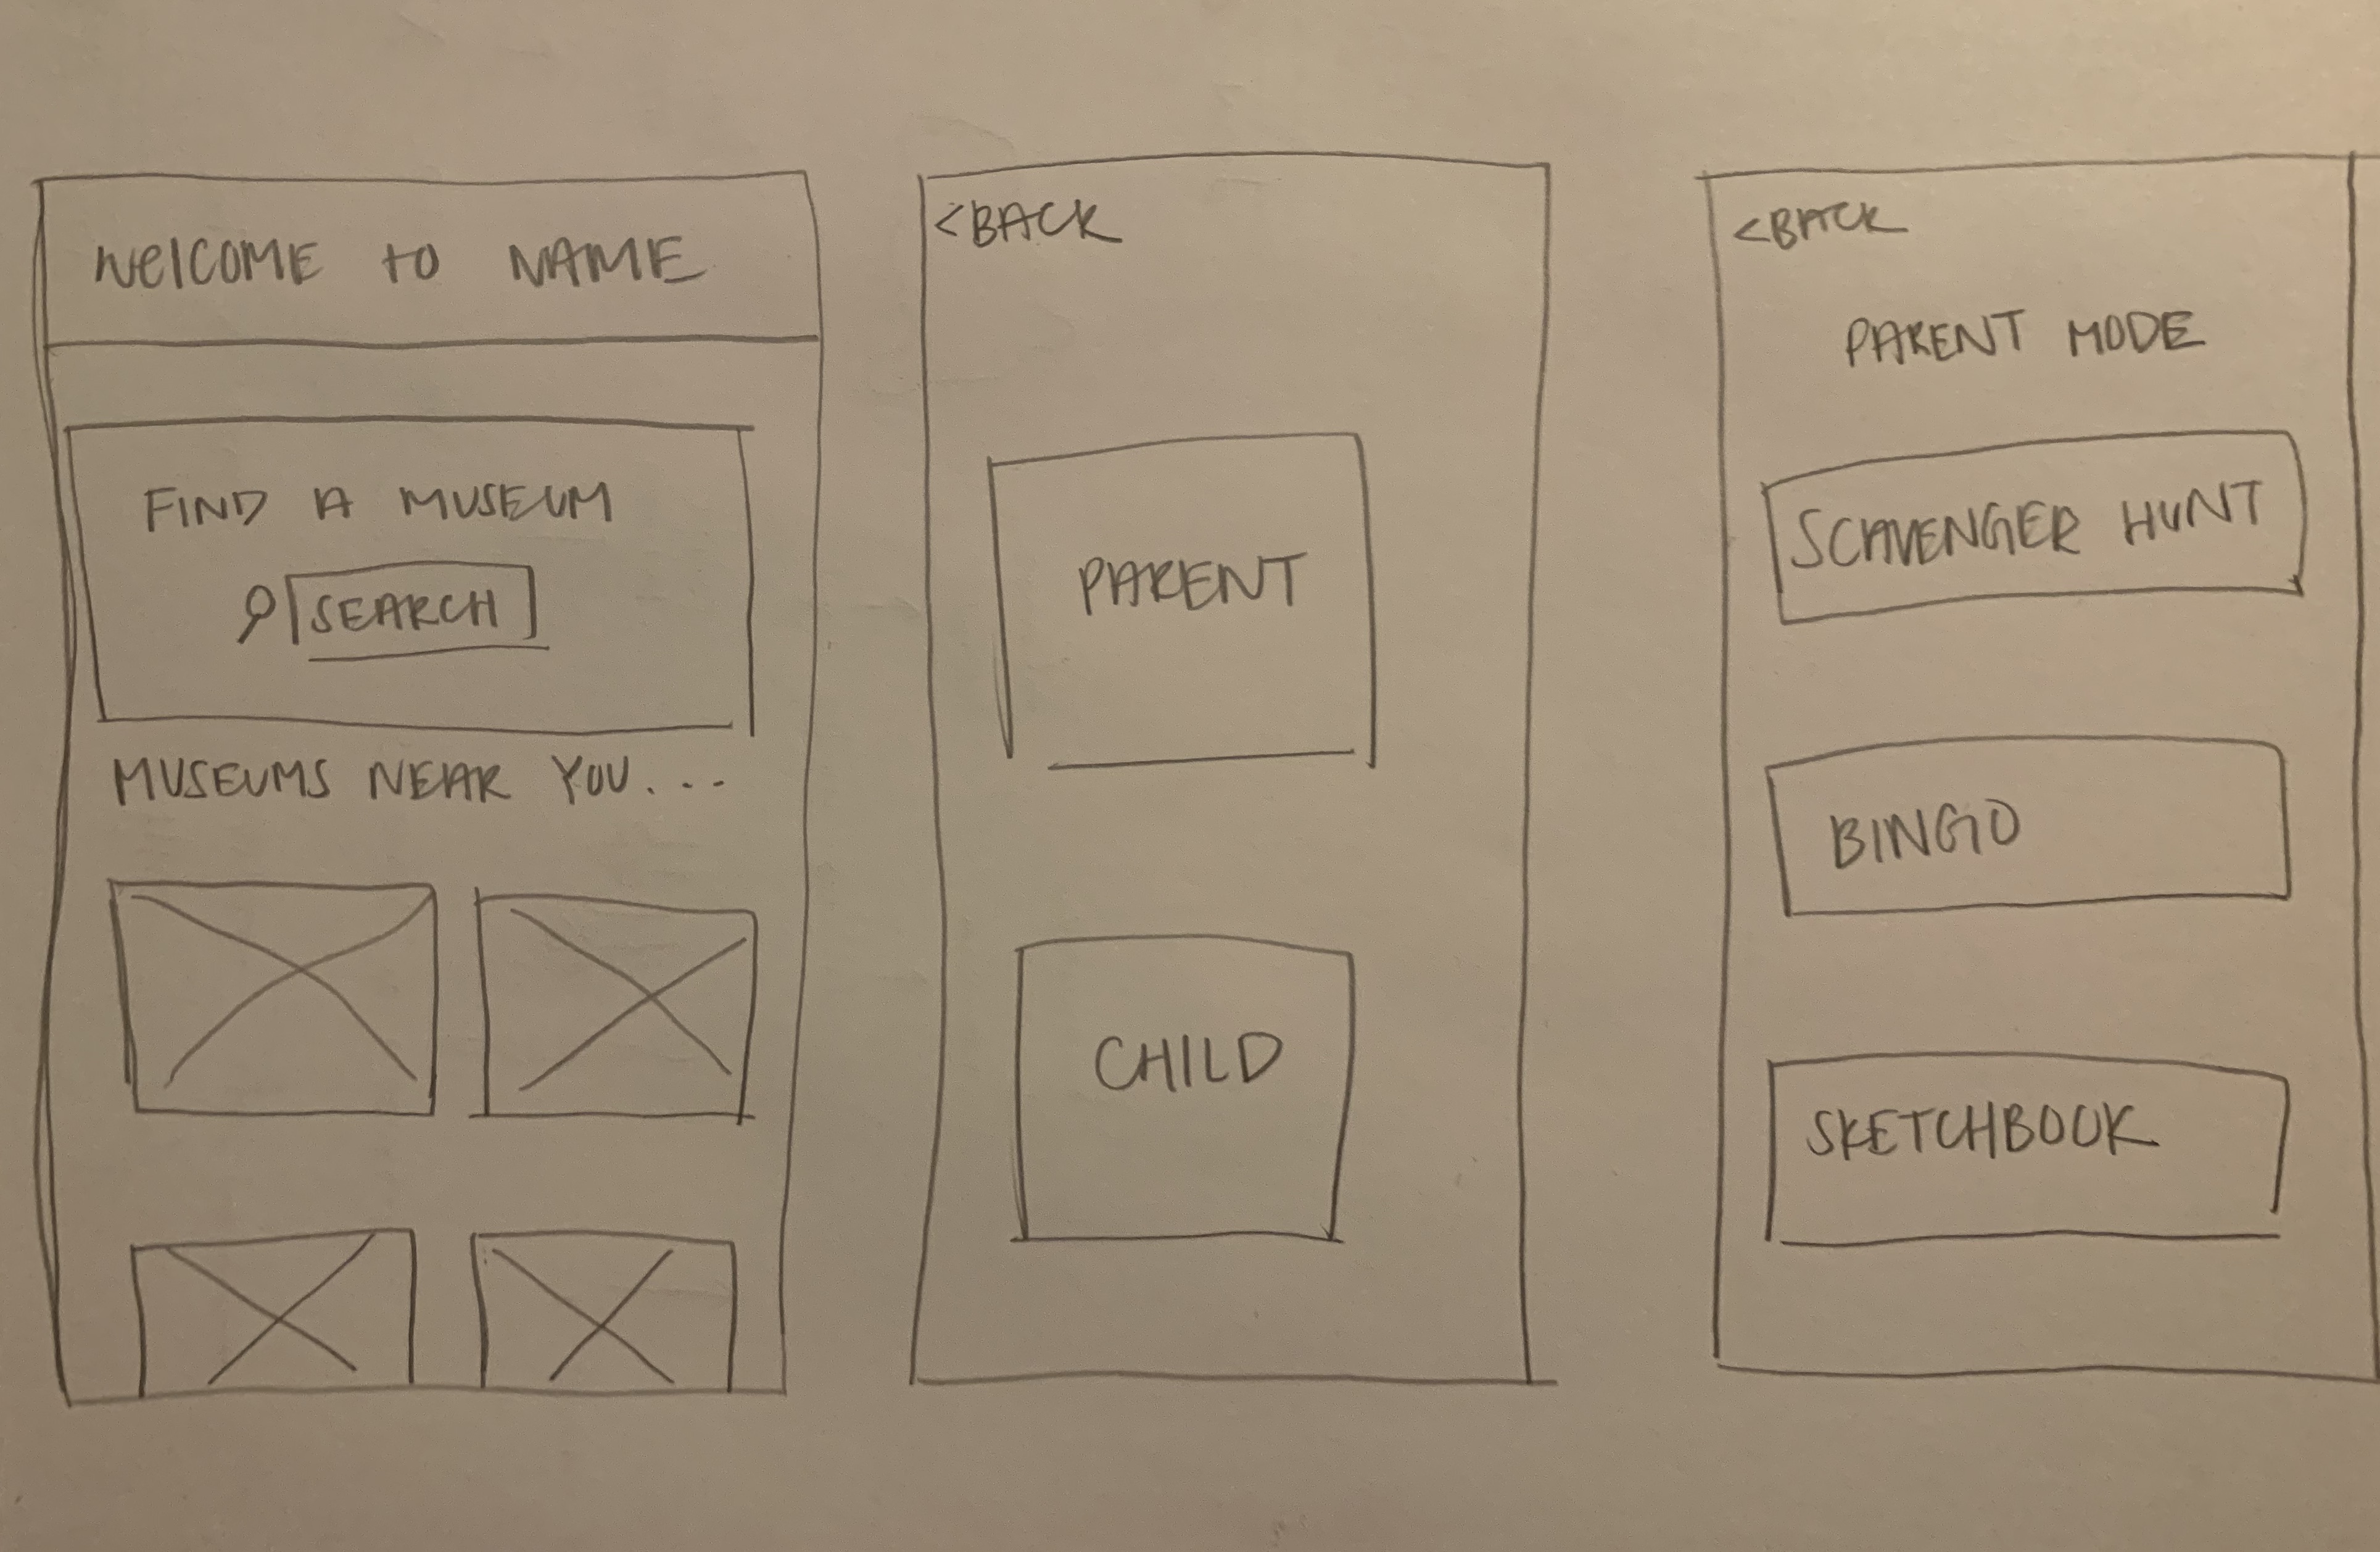 WelCOME to NAME
FIND A MUSEUM
SEARCH
MUSEUMS NEAR YOU...
<BACK
PARENT
CHILD
<BACK
PARENT MODE
SCAVENGER HUNT
BINGO
SKETCHBOOK